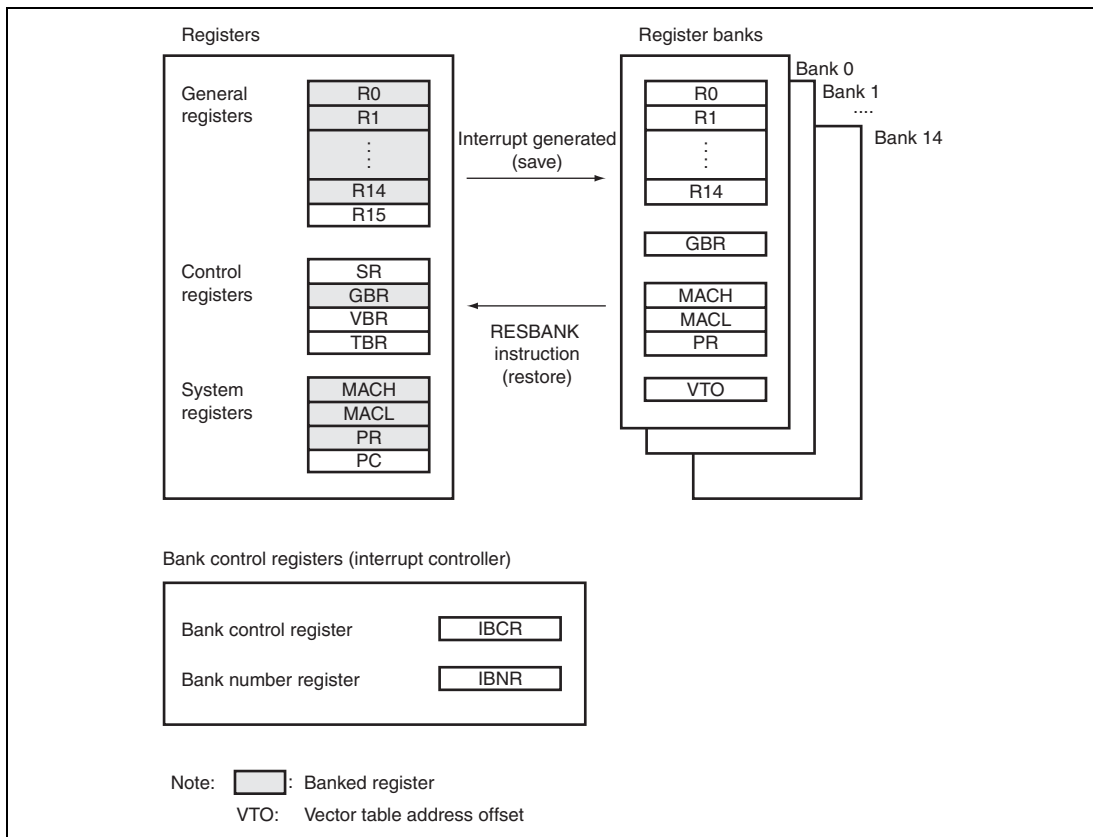 Registers
General
registers
R0
R1
⋮
R14
R15
Control
registers
SR
GBR
VBR
TBR
System
registers
MACH
MACL
PR
PC
Interrupt generated
(save)
RESBANK
instruction
(restore)
Register banks
Bank 0
Bank 1
....
Bank 14
R0
R1
⋮
R14
GBR
MACH
MACL
PR
VTO
Bank control registers (interrupt controller)
Bank control register IBCR
Bank number register IBNR
Note: : Banked register
VTO: Vector table address offset